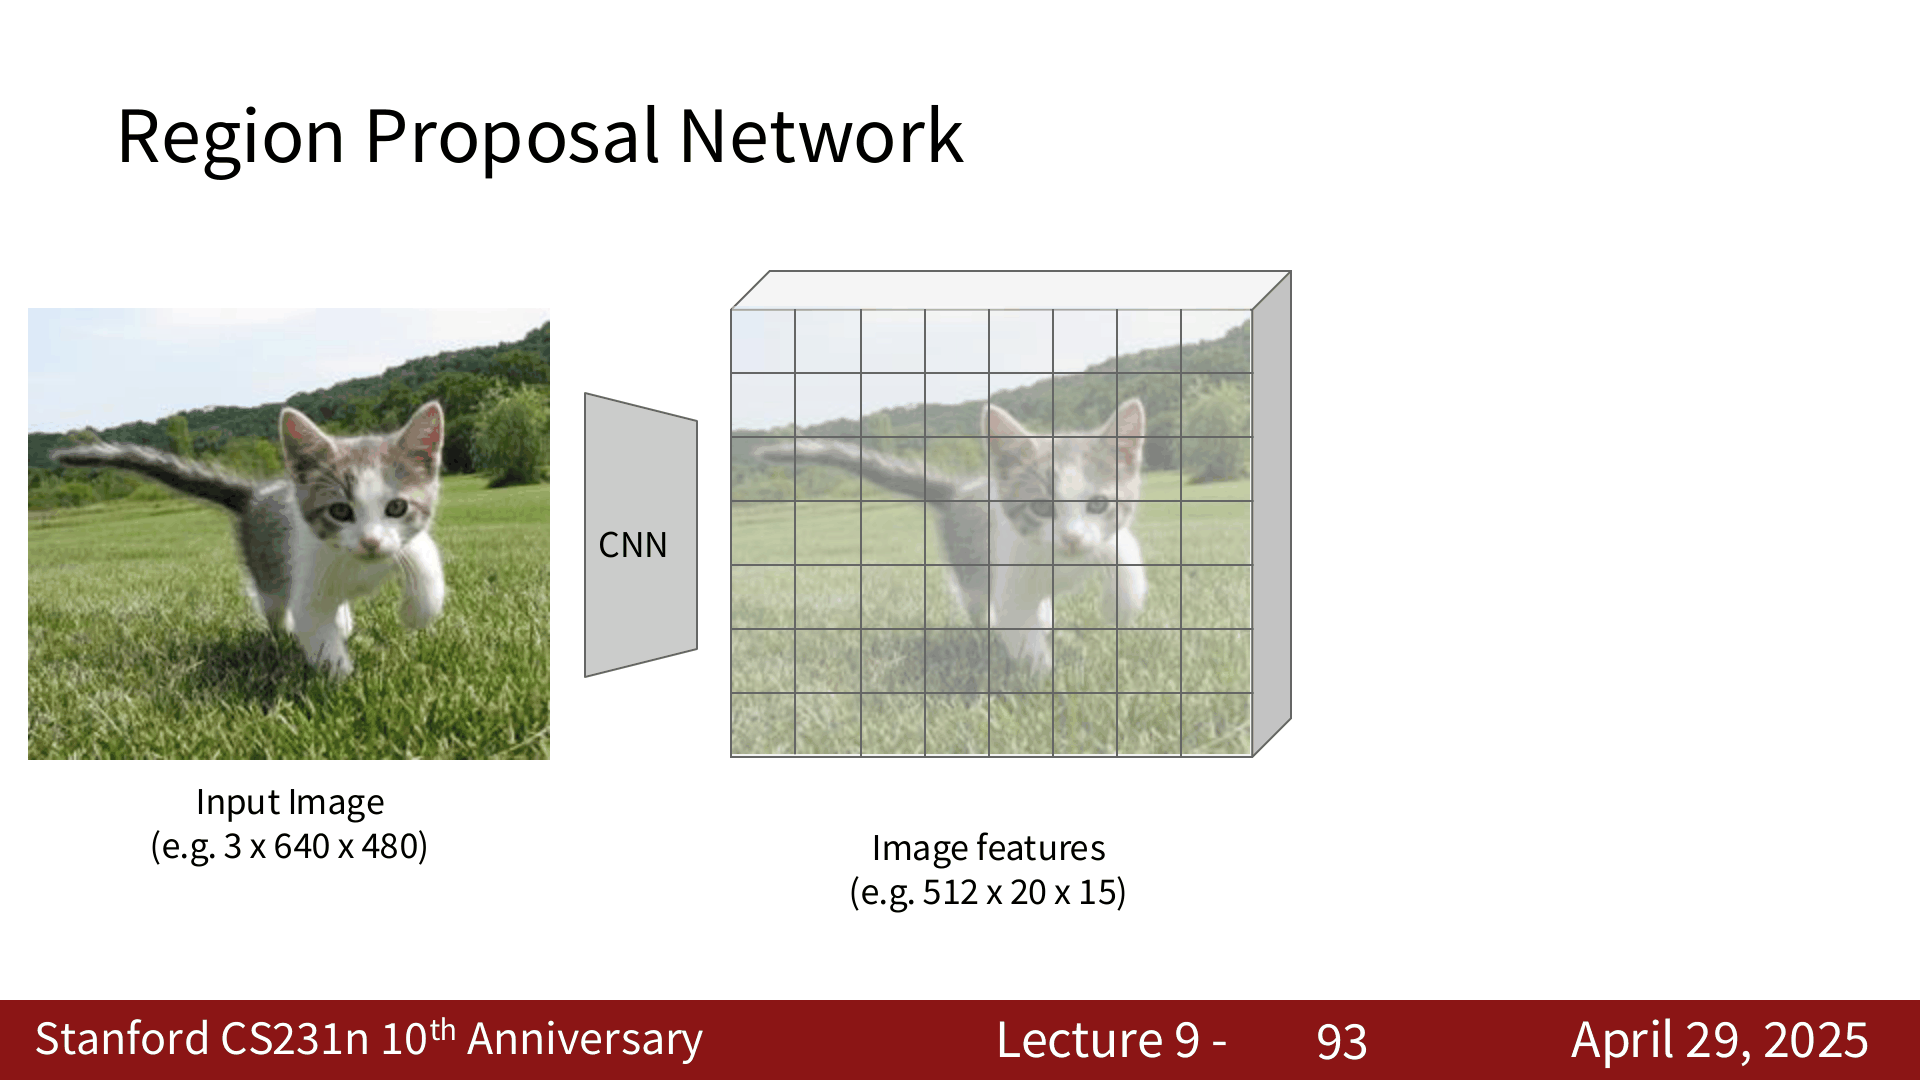 Region Proposal Network
CNN
Input Image
(e.g. 3 x 640 x 480)
Image features
(e.g. 512 x 20 x 15)
Stanford CS231n 10th Anniversary
Lecture 9 - 93
April 29, 2025